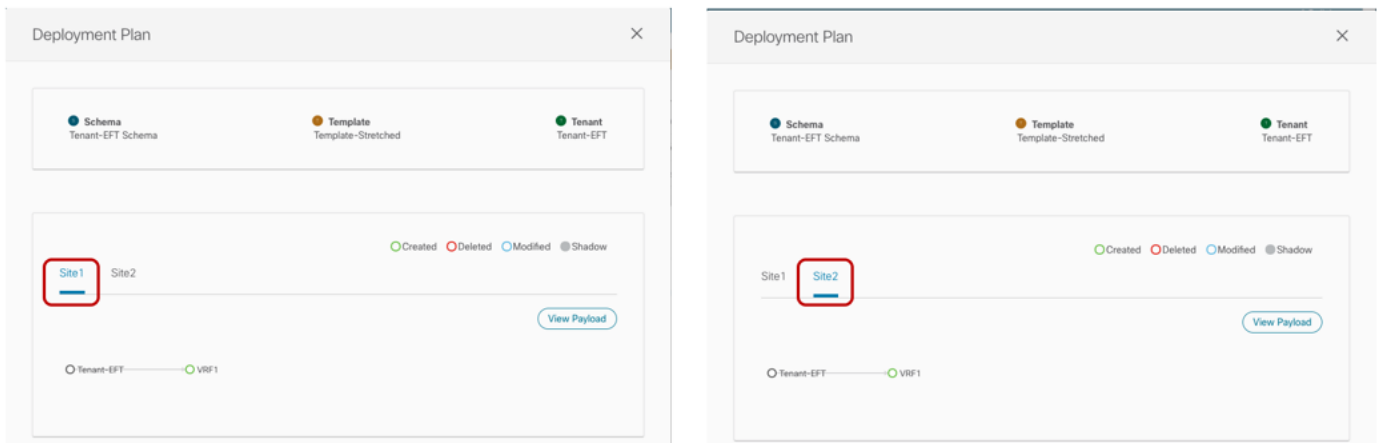 Deployment Plan
Schema
Tenant-EFT Schema
Template
Template-Stretched
Tenant
Tenant-EFT
Created Deleted Modified Shadow
Site1 Site2
View Payload
Tenant-EFT VRF1
Deployment Plan
Schema
Tenant-EFT Schema
Template
Template-Stretched
Tenant
Tenant-EFT
Created Deleted Modified Shadow
Site1 Site2
View Payload
Tenant-EFT VRF1